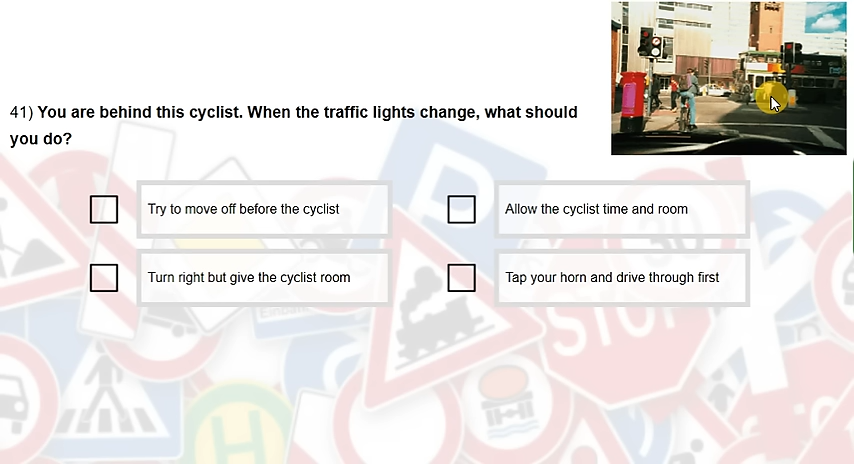 41) You are behind this cyclist. When the traffic lights change, what should
you do?
Try to move off before the cyclist
Allow the cyclist time and room
Turn right but give the cyclist room
Tap your horn and drive through first
STOP